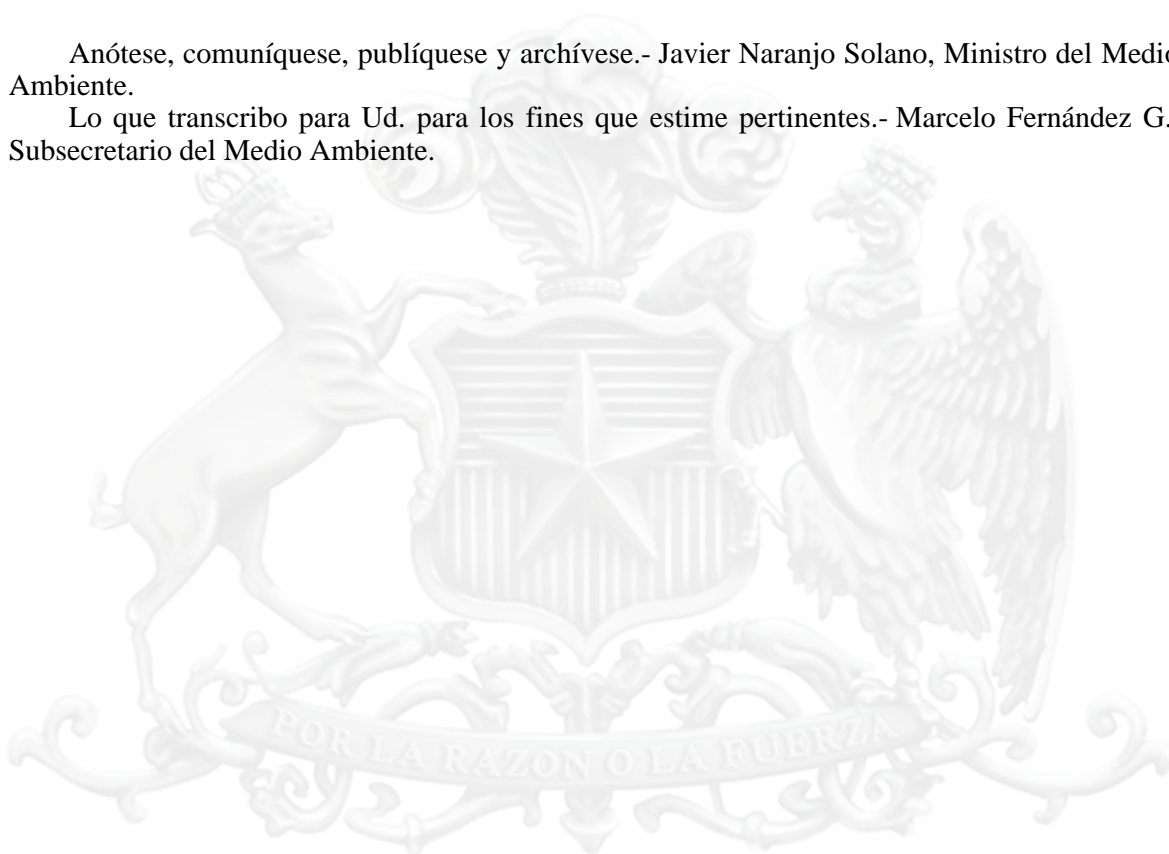 Anótese, comuníquese, publíquese y archívese.- Javier Naranjo Solano, Ministro del Medio
Ambiente.
Lo que transcribo para Ud. para los fines que estime pertinentes.- Marcelo Fernández G.
Subsecretario del Medio Ambiente.
POR LA RAZON O LA FUERZA